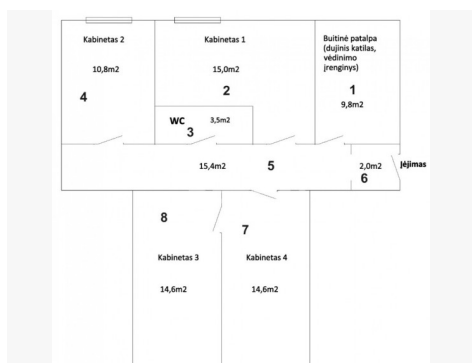 Kabinetas 2
10,8m2
4
Kabinetas 1
15,0m2
2
Buitinė patalpa
(dujinis katilas,
vėdinimo
įrenginys)
1
9,8m2
WC 3,5m2
3
15,4m2
5
2,0m2
6
Įėjimas
8
7
Kabinetas 3
14,6m2
Kabinetas 4
14,6m2